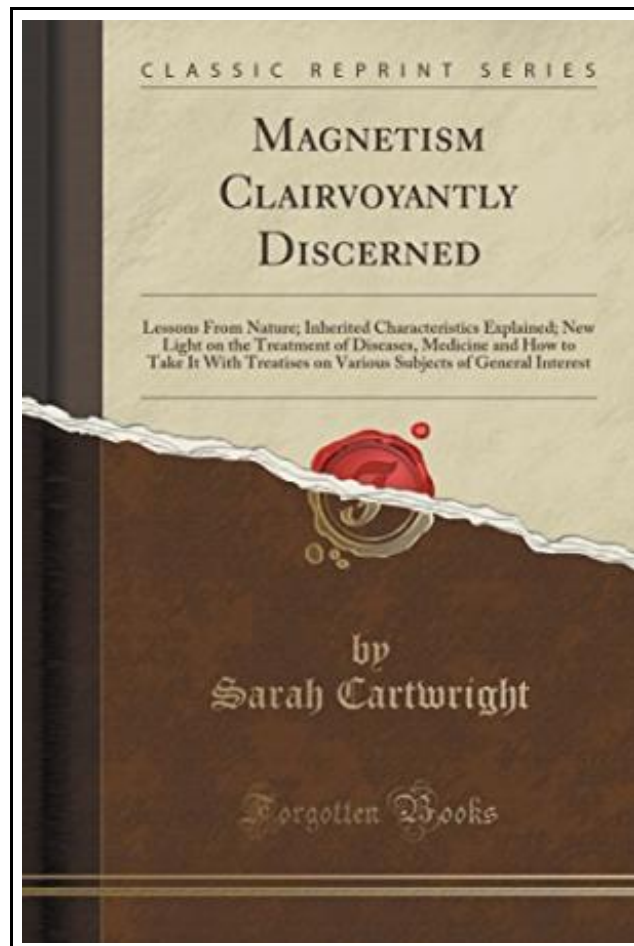 CLASSIC REPRINT SERIES
MAGNETISM
CLAIRVOYANTLY
DISCERNED
Lessons From Nature; Inherited Characteristics Explained; New
Light on the Treatment of Diseases, Medicine and How to
Take It With Treatises on Various Subjects of General Interest
by
Sarah Cartwright
Forgotten Books